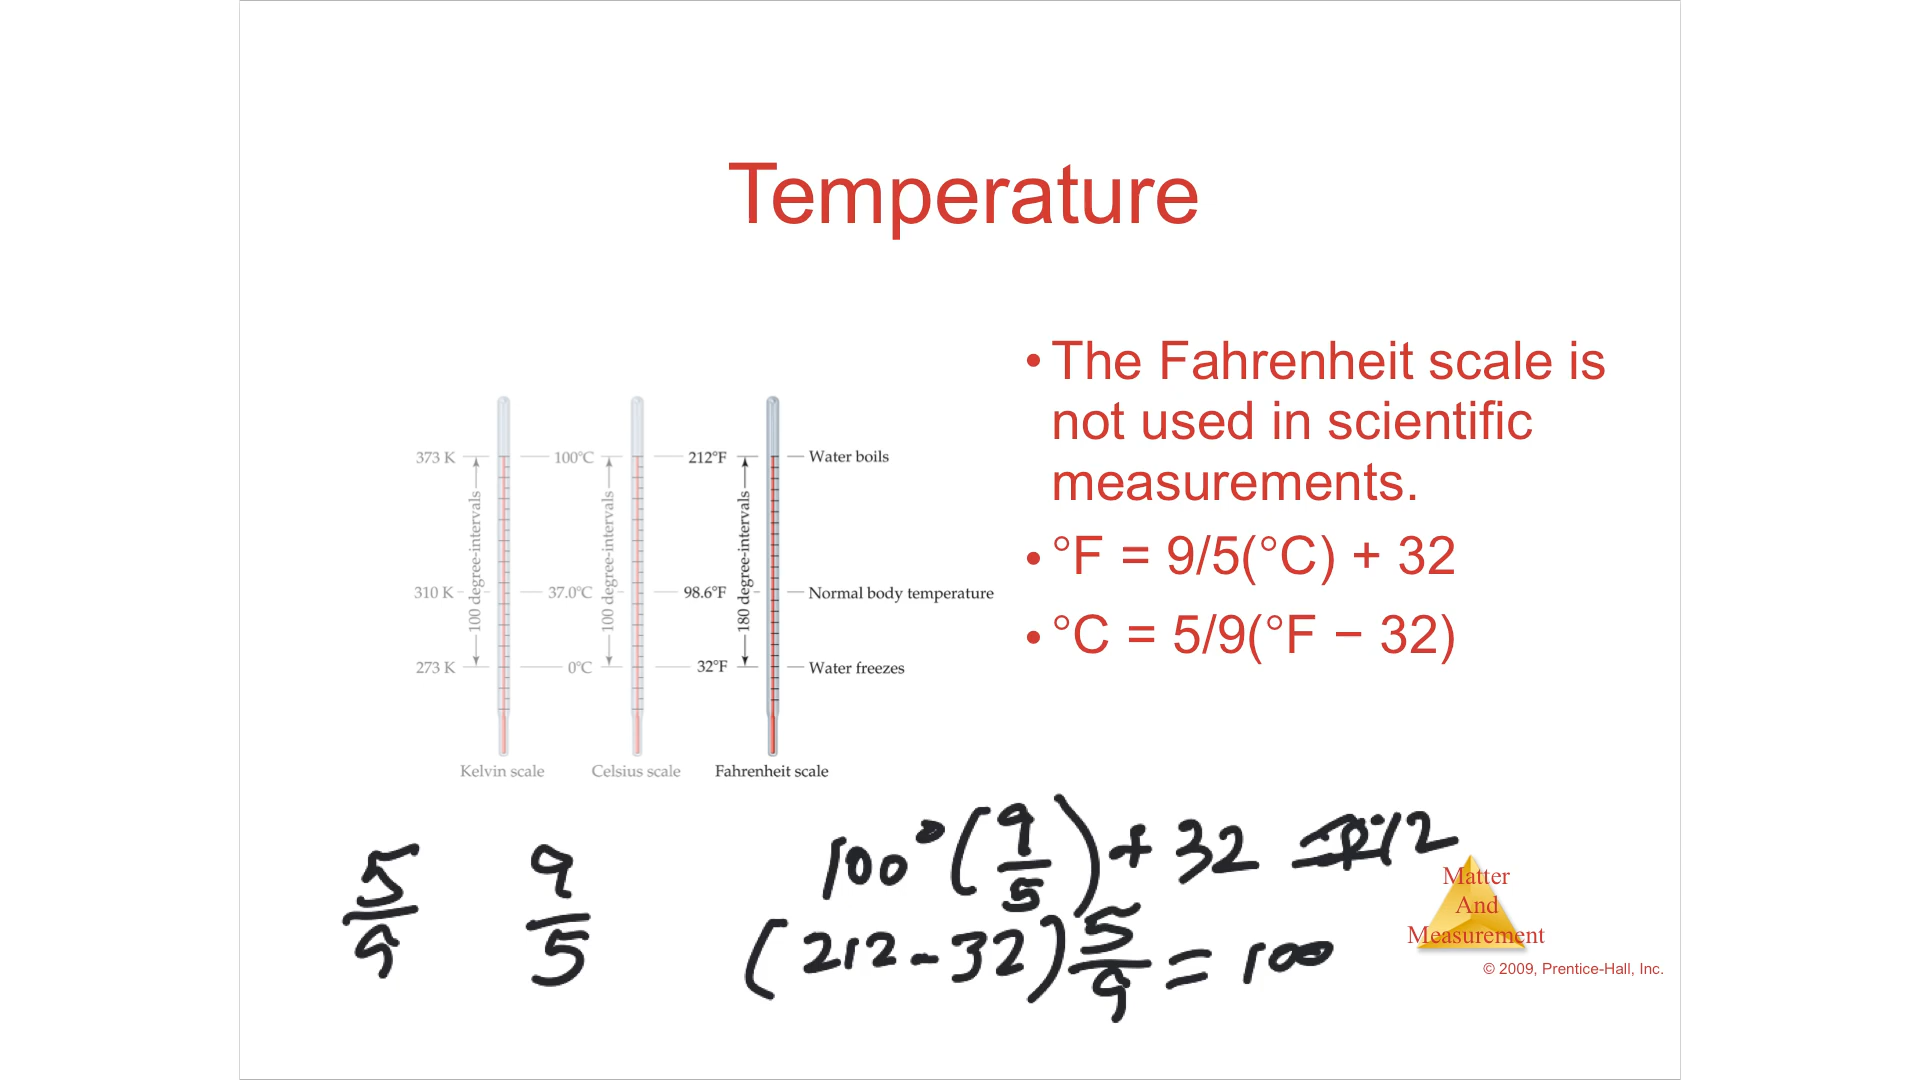 Temperature
• The Fahrenheit scale is
not used in scientific
measurements.
• °F = 9/5(°C) + 32
• °C = 5/9(°F − 32)
373 K 100°C 212°F Water boils
100 degree-intervals 100 degree-intervals 180 degree-intervals
310 K 37.0°C 98.6°F Normal body temperature
273 K 0°C 32°F Water freezes
Kelvin scale Celsius scale Fahrenheit scale
5/9 9/5
100° (9/5) + 32
(212 - 32) 5/9 = 100
Matter
And
Measurement
© 2009, Prentice-Hall, Inc.